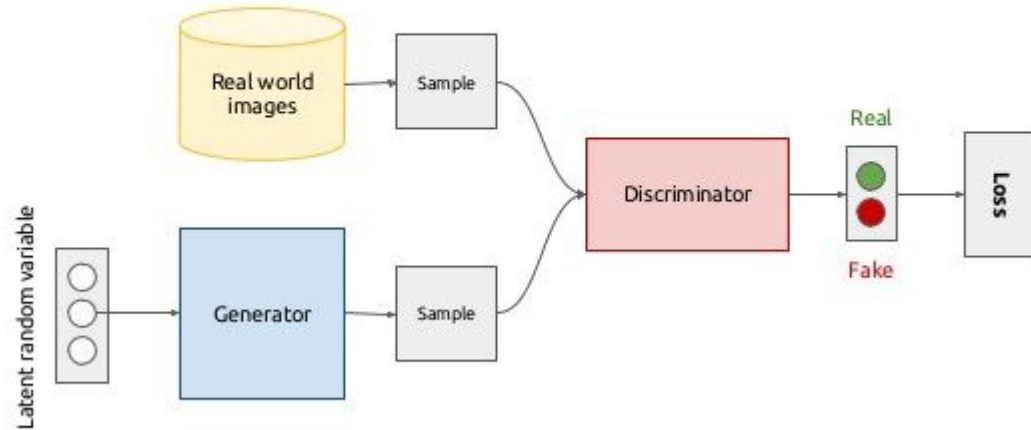 Real world
images
Sample
Real
Discriminator
Loss
Fake
Latent random variable
Generator
Sample